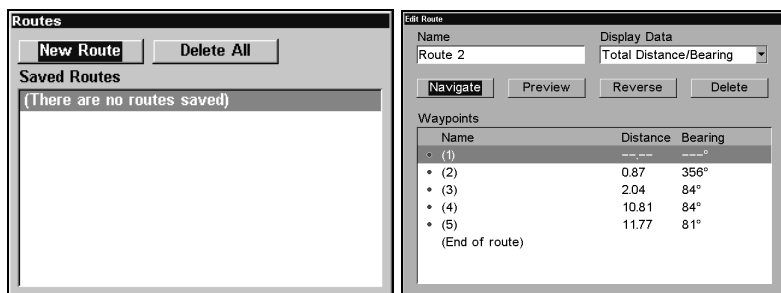 Routes
New Route Delete All
Saved Routes
(There are no routes saved)
Edit Route
Name Display Data
Route 2 Total Distance/Bearing
Navigate Preview Reverse Delete
Waypoints
Name Distance Bearing
(1) --.-- ---°
(2) 0.87 356°
(3) 2.04 84°
(4) 10.81 84°
(5) 11.77 81°
(End of route)